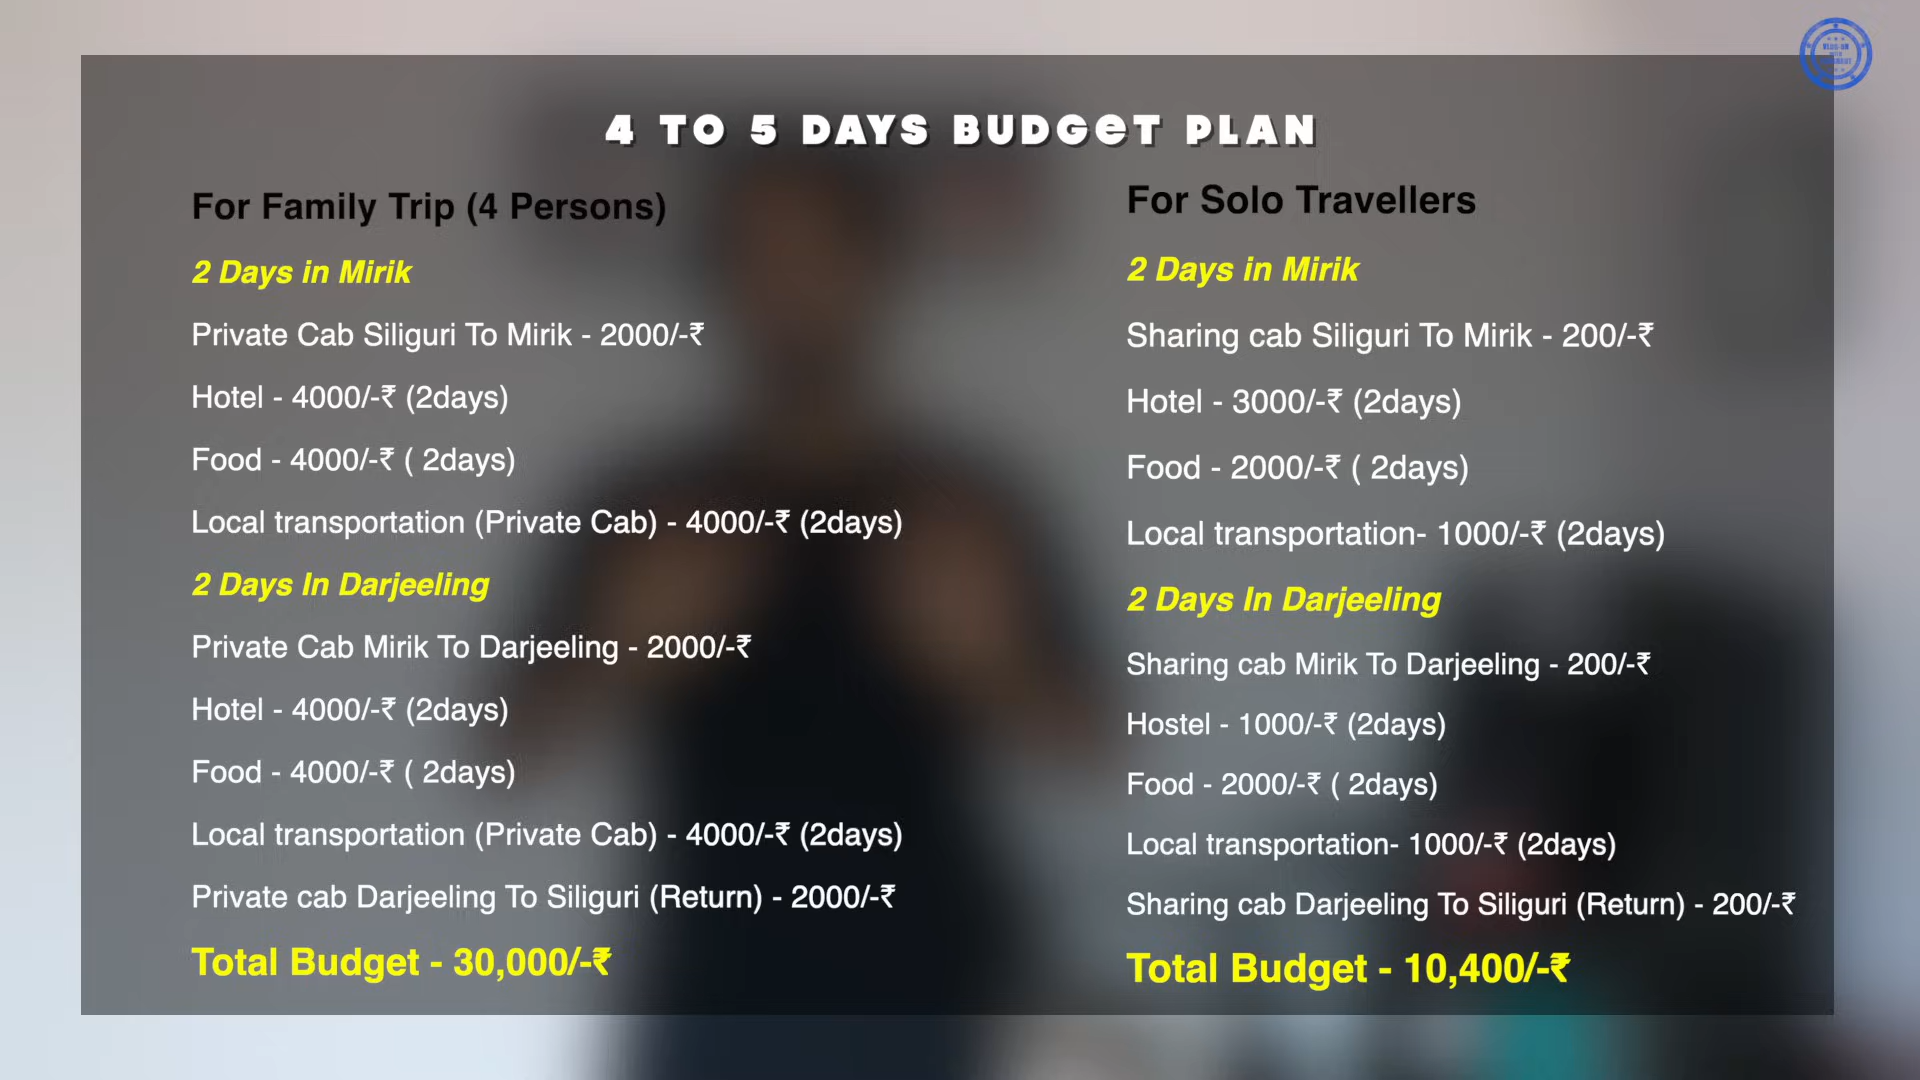 4 TO 5 DAYS BUDGET PLAN
For Family Trip (4 Persons)
2 Days in Mirik
Private Cab Siliguri To Mirik - 2000/-₹
Hotel - 4000/-₹ (2days)
Food - 4000/-₹ ( 2days)
Local transportation (Private Cab) - 4000/-₹ (2days)
2 Days In Darjeeling
Private Cab Mirik To Darjeeling - 2000/-₹
Hotel - 4000/-₹ (2days)
Food - 4000/-₹ ( 2days)
Local transportation (Private Cab) - 4000/-₹ (2days)
Private cab Darjeeling To Siliguri (Return) - 2000/-₹
Total Budget - 30,000/-₹
For Solo Travellers
2 Days in Mirik
Sharing cab Siliguri To Mirik - 200/-₹
Hotel - 3000/-₹ (2days)
Food - 2000/-₹ ( 2days)
Local transportation- 1000/-₹ (2days)
2 Days In Darjeeling
Sharing cab Mirik To Darjeeling - 200/-₹
Hostel - 1000/-₹ (2days)
Food - 2000/-₹ ( 2days)
Local transportation- 1000/-₹ (2days)
Sharing cab Darjeeling To Siliguri (Return) - 200/-₹
Total Budget - 10,400/-₹